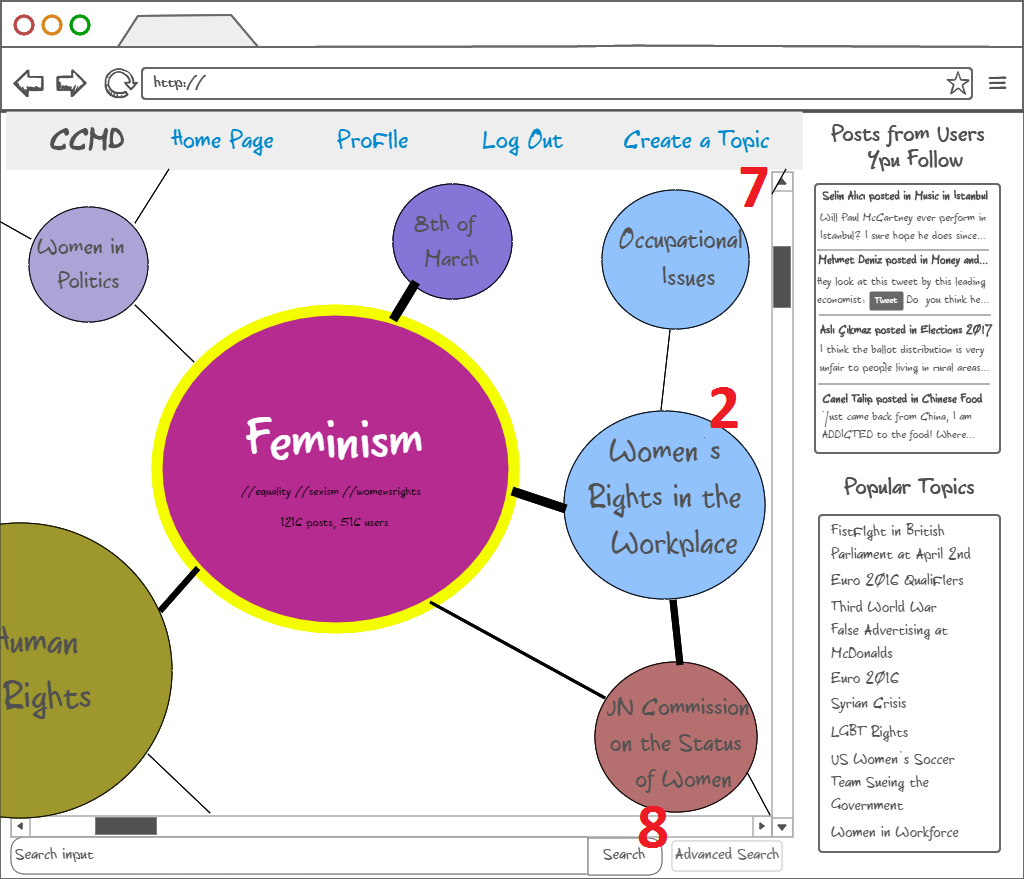 http://
CCMD
Home Page
ProFIle
Log Out
Create a Topic
7
Women in
Politics
8th of
March
Occupational
Issues
2
Feminism
//equality //sexism //womensrights
1216 posts, 516 users
Women s
Rights in the
Workplace
Human
Rights
UN Commission
on the Status
of Women
8
Search input
Search
Advanced Search
Posts from Users
Ypu Follow
Selin Alıcı posted in Music in Istanbul
Will Paul McCartney ever perform in
Istanbul? I sure hope he does since...
Mehmet Deniz posted in Money and...
Hey look at this tweet by this leading
economist: Tweet Do you think he...
Aslı Çıkmaz posted in Elections 2017
I think the ballot distribution is very
unfair to people living in rural areas...
Canel Talip posted in Chinese Food
Just came back from China, I am
ADDICTED to the food! Where...
Popular Topics
FistFIght in British
Parliament at April 2nd
Euro 2016 QualiFIers
Third World War
False Advertising at
McDonalds
Euro 2016
Syrian Crisis
LGBT Rights
US Women`s Soccer
Team Sueing the
Government
Women in Workforce